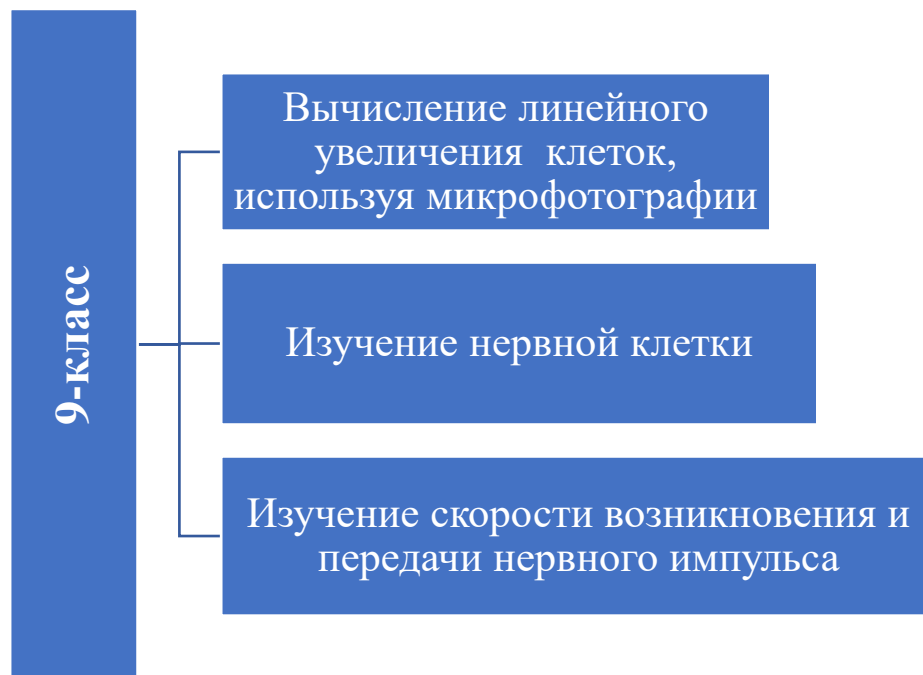 9-класс
Вычисление линейного
увеличения клеток,
используя микрофотографии
Изучение нервной клетки
Изучение скорости возникновения и
передачи нервного импульса